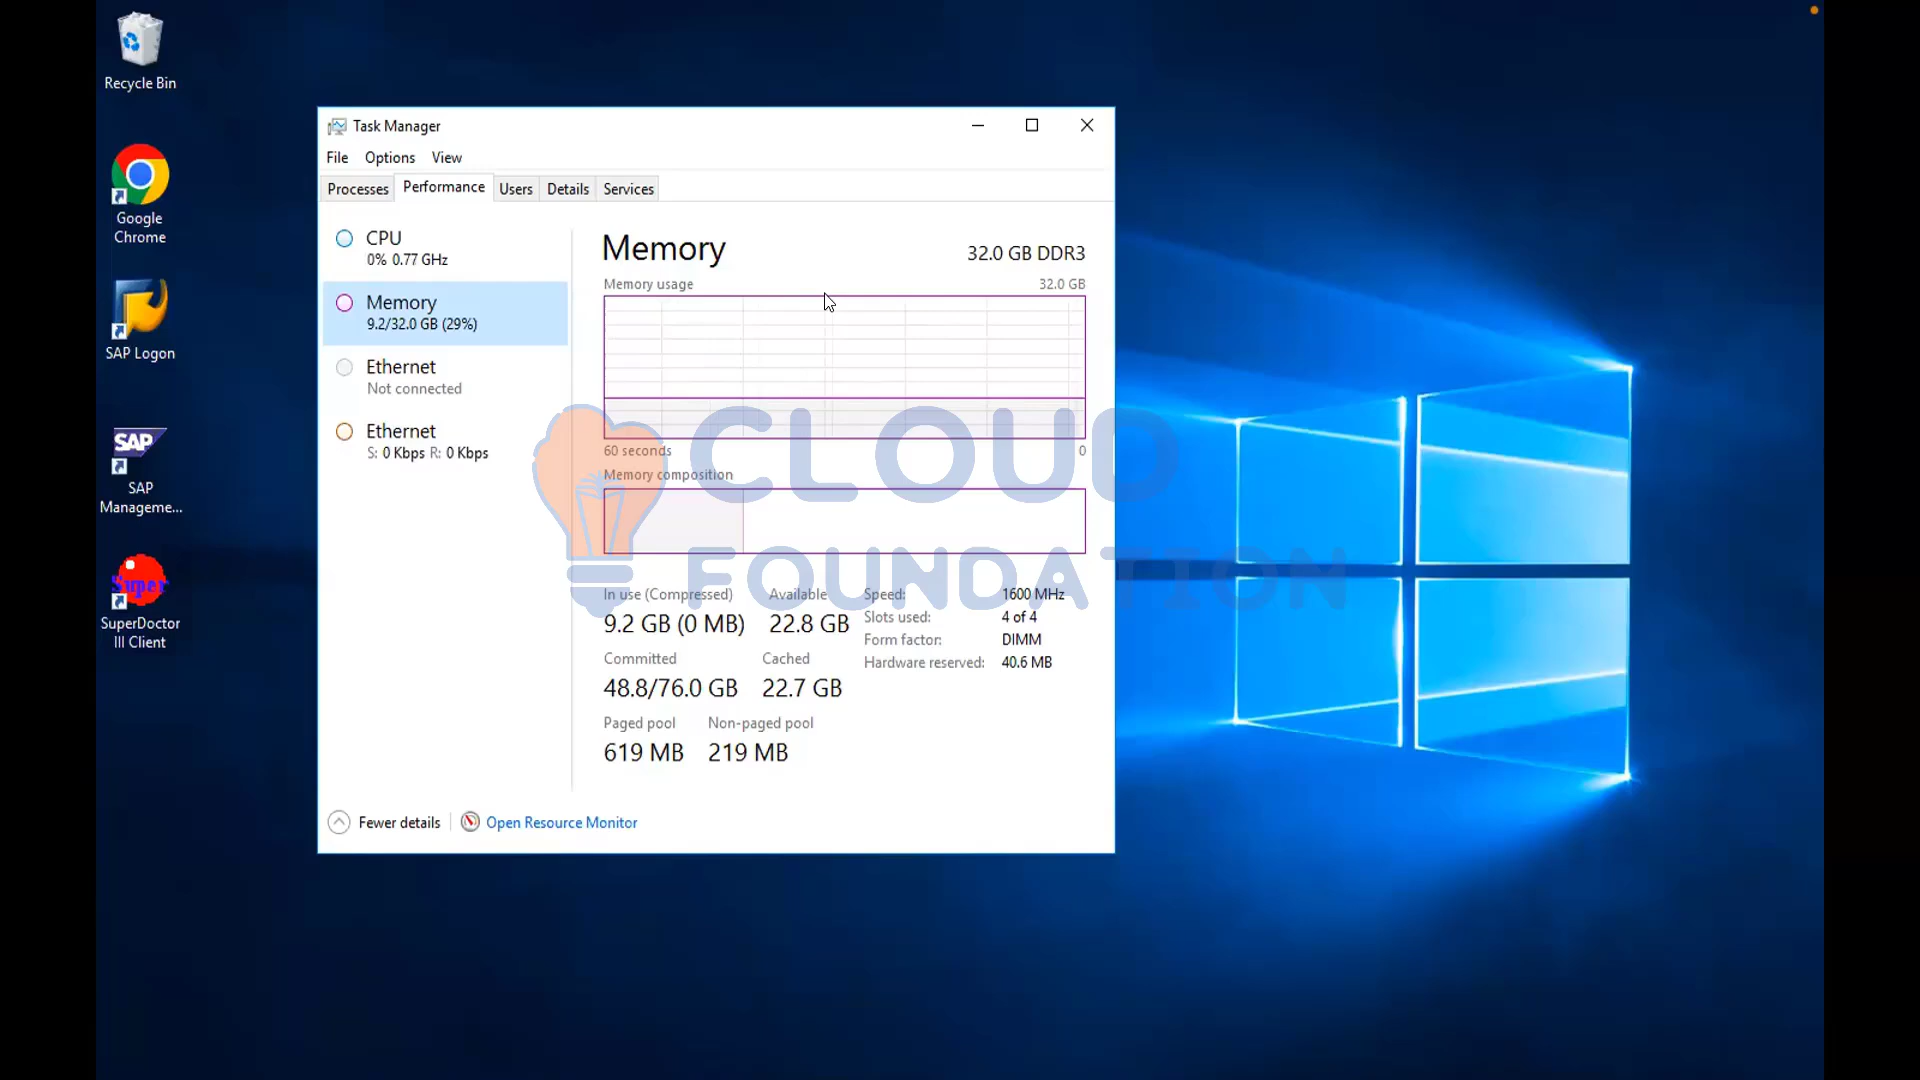 Recycle Bin
Google
Chrome
SAP Logon
SAP
SAP
Manageme...
Super
SuperDoctor
III Client
Task Manager
File Options View
Processes Performance Users Details Services
CPU
0% 0.77 GHz
Memory
9.2/32.0 GB (29%)
Ethernet
Not connected
Ethernet
S: 0 Kbps R: 0 Kbps
Memory 32.0 GB DDR3
Memory usage 32.0 GB
60 seconds 0
Memory composition
In use (Compressed) Available
9.2 GB (0 MB) 22.8 GB
Committed Cached
48.8/76.0 GB 22.7 GB
Paged pool Non-paged pool
619 MB 219 MB
Speed: 1600 MHz
Slots used: 4 of 4
Form factor: DIMM
Hardware reserved: 40.6 MB
Fewer details Open Resource Monitor
CLOUD
FOUNDATION